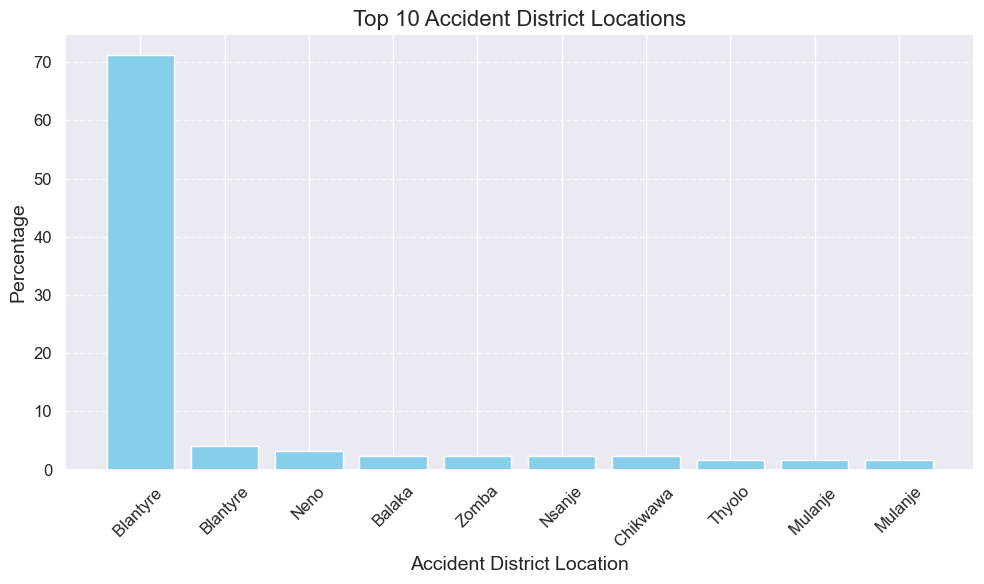 Top 10 Accident District Locations
Percentage
70
60
50
40
30
20
10
0
Blantyre
Blantyre
Neno
Balaka
Zomba
Nsanje
Chikwawa
Thyolo
Mulanje
Mulanje
Accident District Location